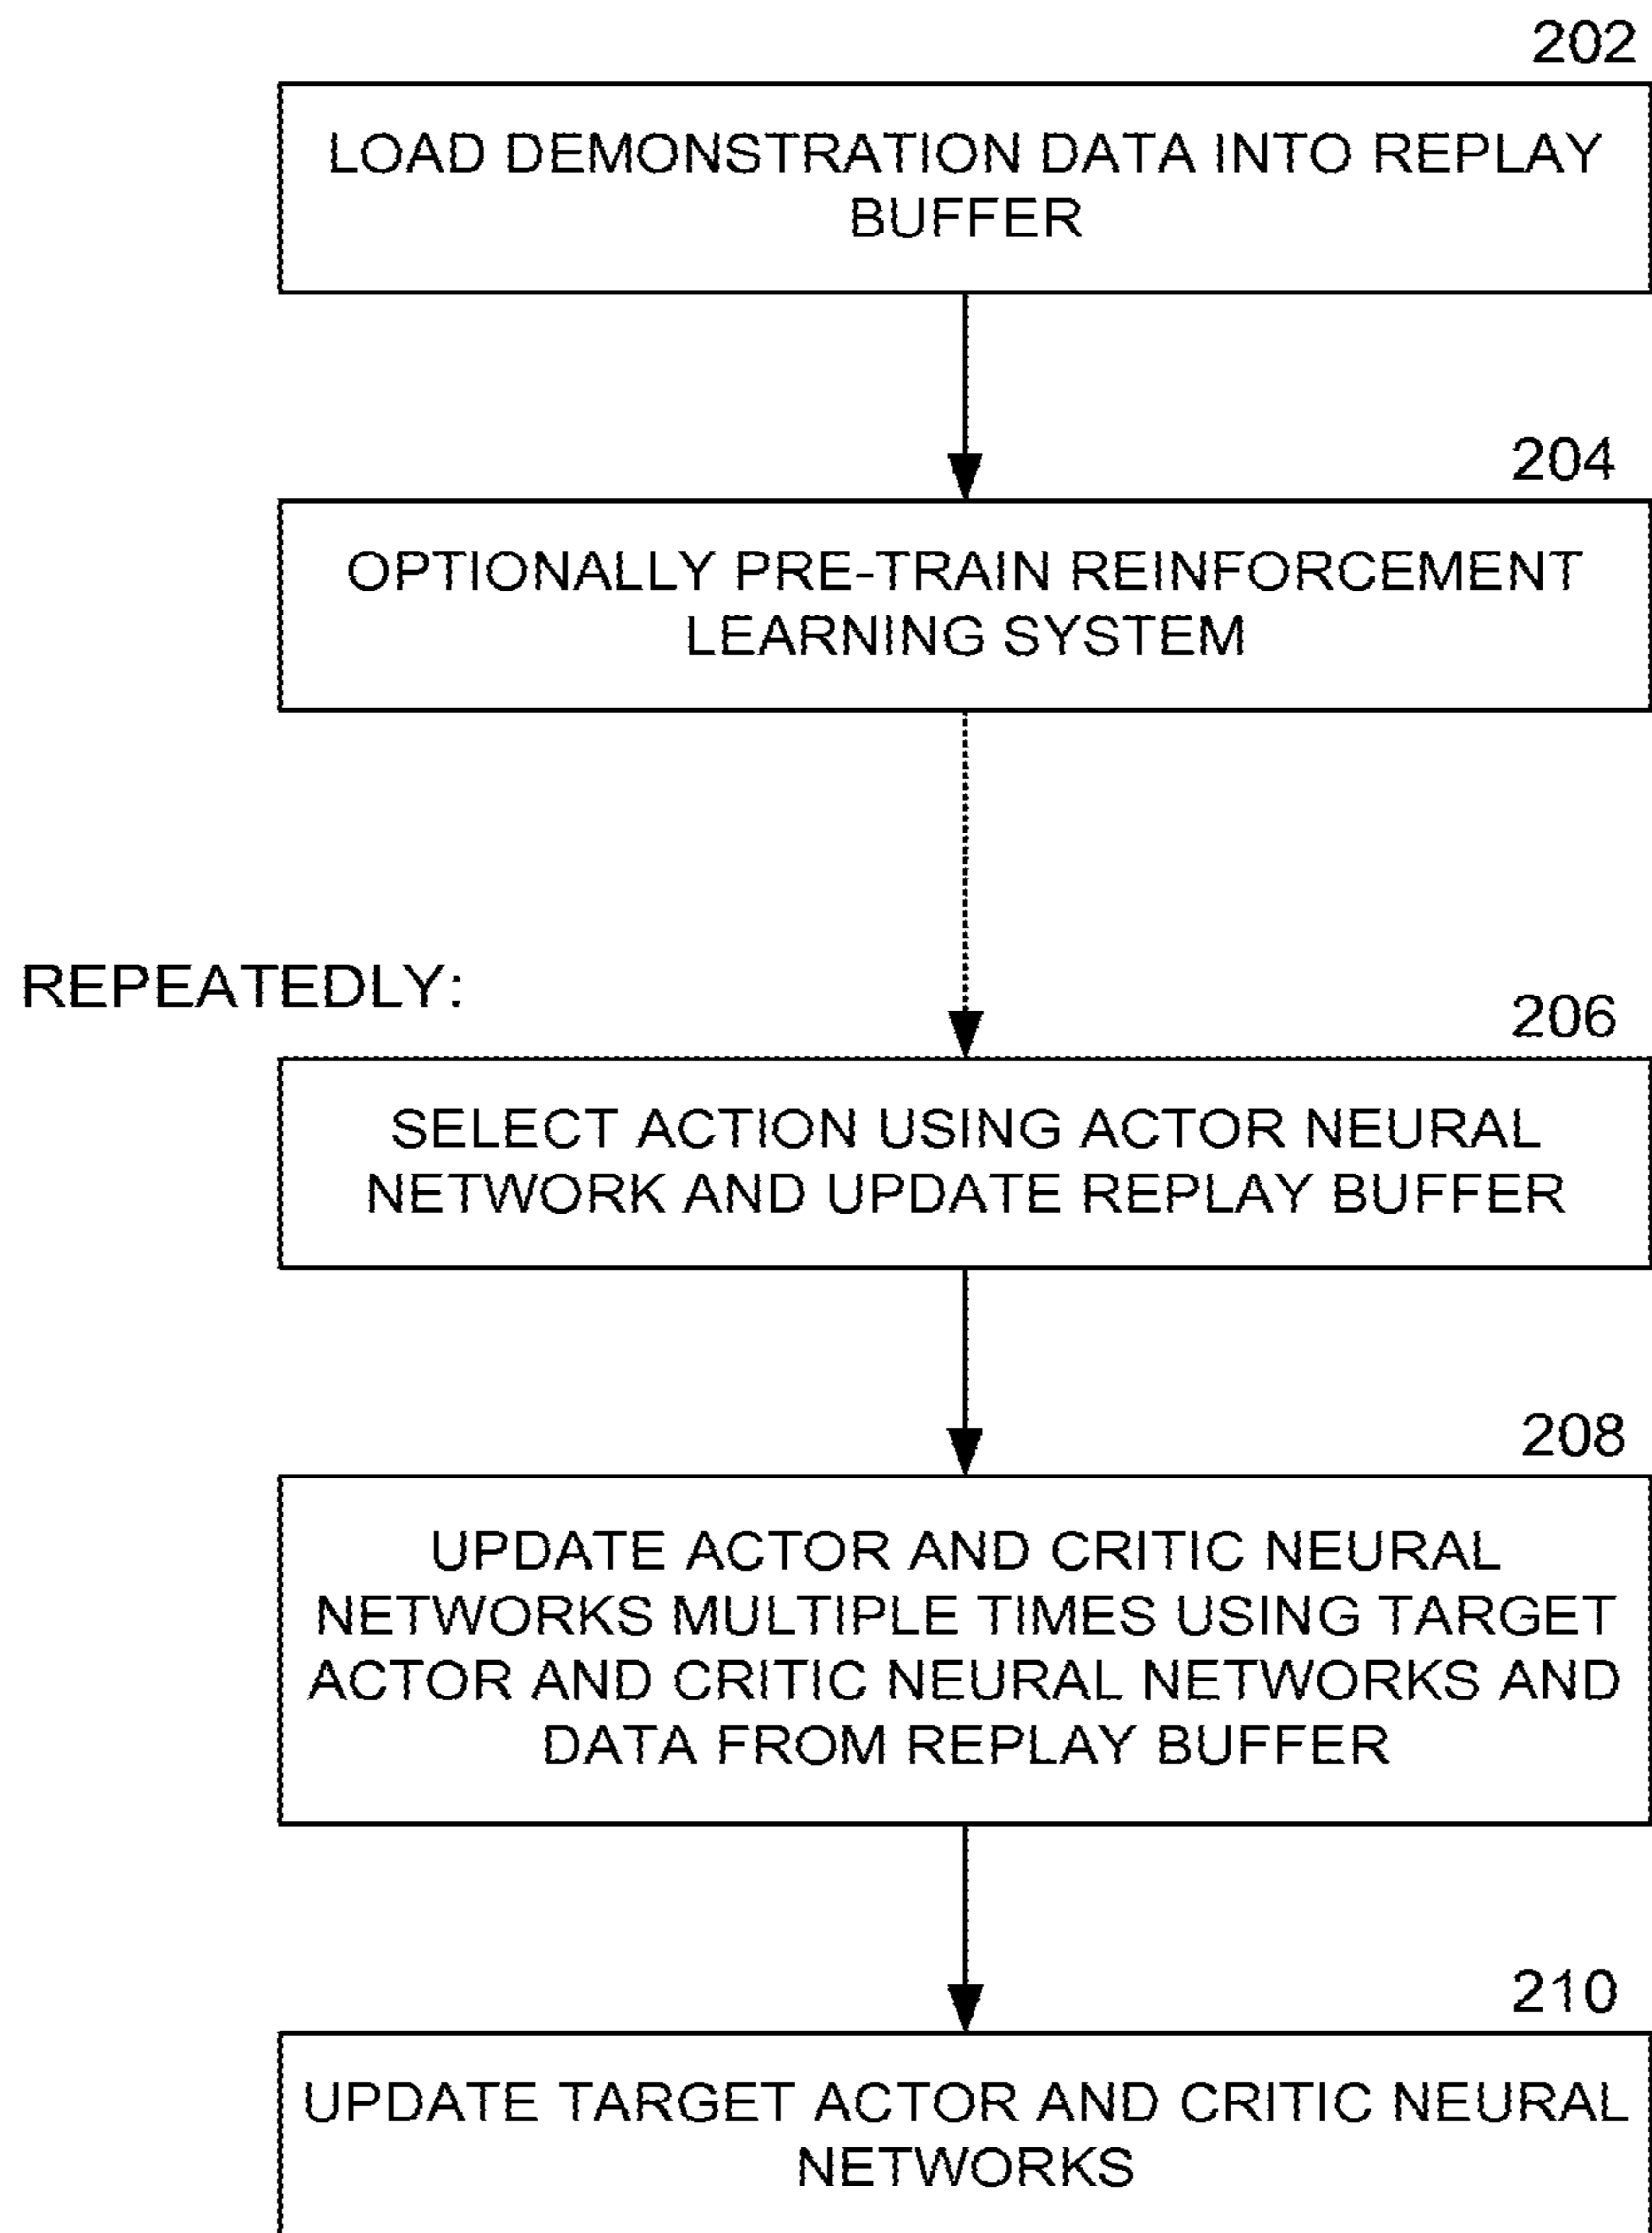 202
LOAD DEMONSTRATION DATA INTO REPLAY
BUFFER
204
OPTIONALLY PRE-TRAIN REINFORCEMENT
LEARNING SYSTEM
REPEATEDLY:
206
SELECT ACTION USING ACTOR NEURAL
NETWORK AND UPDATE REPLAY BUFFER
208
UPDATE ACTOR AND CRITIC NEURAL
NETWORKS MULTIPLE TIMES USING TARGET
ACTOR AND CRITIC NEURAL NETWORKS AND
DATA FROM REPLAY BUFFER
210
UPDATE TARGET ACTOR AND CRITIC NEURAL
NETWORKS